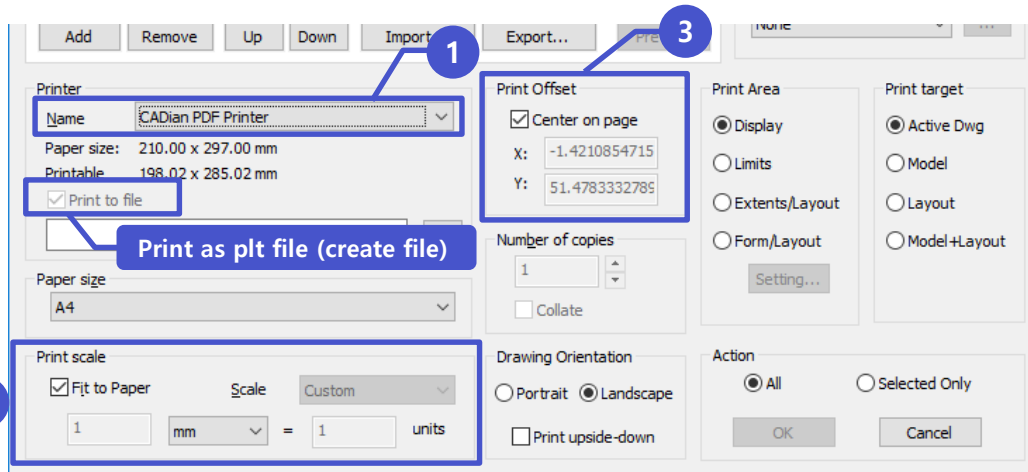 Add Remove Up Down Import Export... Pre
None ...
1
3
Printer
Name CADian PDF Printer
Paper size: 210.00 x 297.00 mm
Printable 198.02 x 285.02 mm
Print to file
Print as plt file (create file)
Paper size
A4
Print scale
Fit to Paper Scale Custom
1 mm = 1 units
Print Offset
Center on page
X: -1.4210854715
Y: 51.4783332789
Number of copies
1
Collate
Drawing Orientation
Portrait Landscape
Print upside-down
Print Area
Display
Limits
Extents/Layout
Form/Layout
Setting...
Print target
Active Dwg
Model
Layout
Model+Layout
Action
All Selected Only
OK Cancel